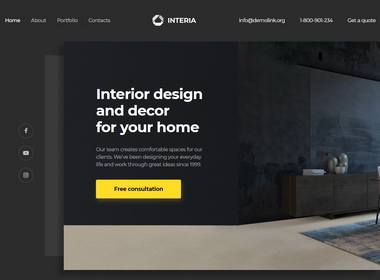 Home About Portfolio Contacts INTERIA info@demolink.org 1-800-901-234 Get a quote
Interior design
and decor
for your home
Our team creates comfortable spaces for our
clients. We've been designing your everyday
life and work through great ideas since 1999.
Free consultation